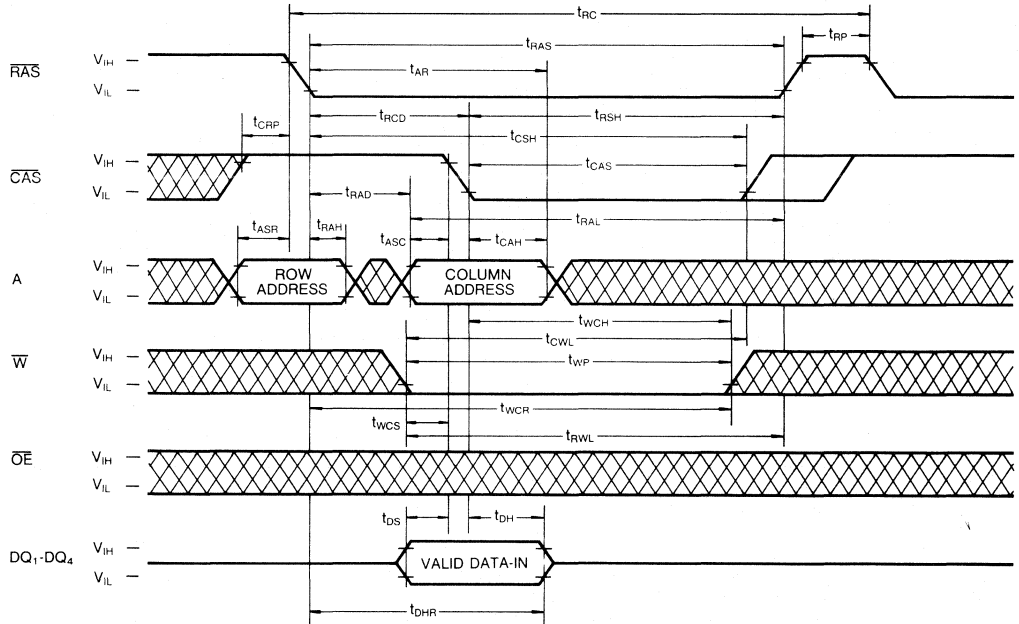 tRC
tRP
tRAS
tAR
RAS
VIH
VIL
tCRP
tRCD
tRSH
tCSH
tCAS
CAS
VIH
VIL
tRAD
tRAL
tASR
tRAH
tASC
tCAH
A
VIH
VIL
ROW
ADDRESS
COLUMN
ADDRESS
tWCH
tCWL
tWP
W
VIH
VIL
tWCR
tWCS
tRWL
OE
VIH
VIL
tDS
tDH
DQ1-DQ4
VIH
VIL
VALID DATA-IN
tDHR